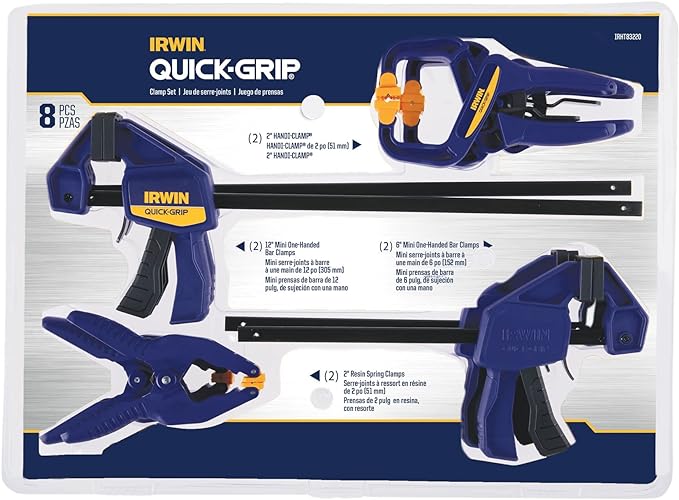 IRWIN
QUICK-GRIP®
Clamp Set | Jeu de serre-joints | Juego de prensas
IRHT83220
8 PCS
PZAS
(2) 2" HANDI-CLAMP®
HANDI-CLAMP® de 2 po (51 mm)
2" HANDI-CLAMP®
IRWIN
IRWIN
QUICK-GRIP
(2) 12" Mini One-Handed
Bar Clamps
Mini serre-joints à barre
à une main de 12 po (305 mm)
Mini prensas de barra de 12
pulg, de sujeción con una mano
(2) 6" Mini One-Handed Bar Clamps
Mini serre-joints à barre à
une main de 6 po (152 mm)
Mini prensas de barra
de 6 pulg, de sujeción
con una mano
IRWIN
QUICK-GRIP
(2) 2" Resin Spring Clamps
Serre-joints à ressort en résine
de 2 po (51 mm)
Prensas de 2 pulg en resina,
con resorte